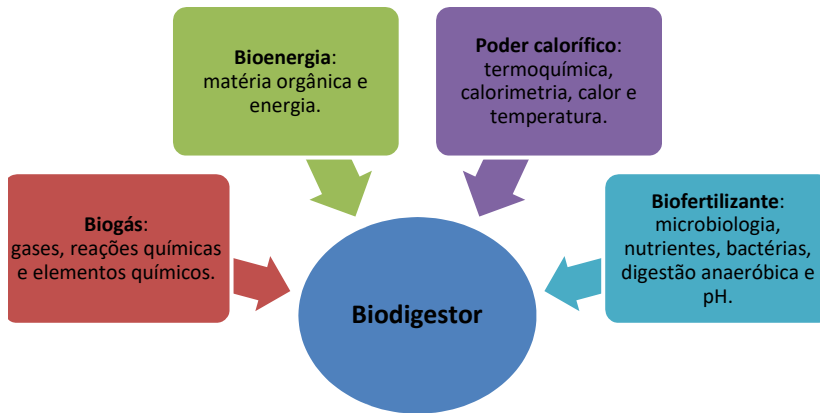 Bioenergia:
matéria orgânica e
energia.
Poder calorífico:
termoquímica,
calorimetria, calor e
temperatura.
Biogás:
gases, reações químicas
e elementos químicos.
Biofertilizante:
microbiologia,
nutrientes, bactérias,
digestão anaeróbica e
pH.
Biodigestor